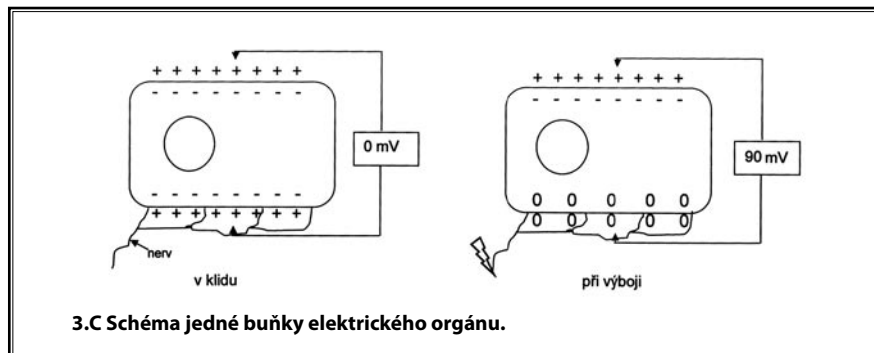 + + + + + + + +
- - - - - - - -
0 mV
- - - - - - - -
+ + + + + + + +
nerv
v klidu
+ + + + + + + +
- - - - - - - -
90 mV
0 0 0 0 0
0 0 0 0 0
při výboji
3.C Schéma jedné buňky elektrického orgánu.